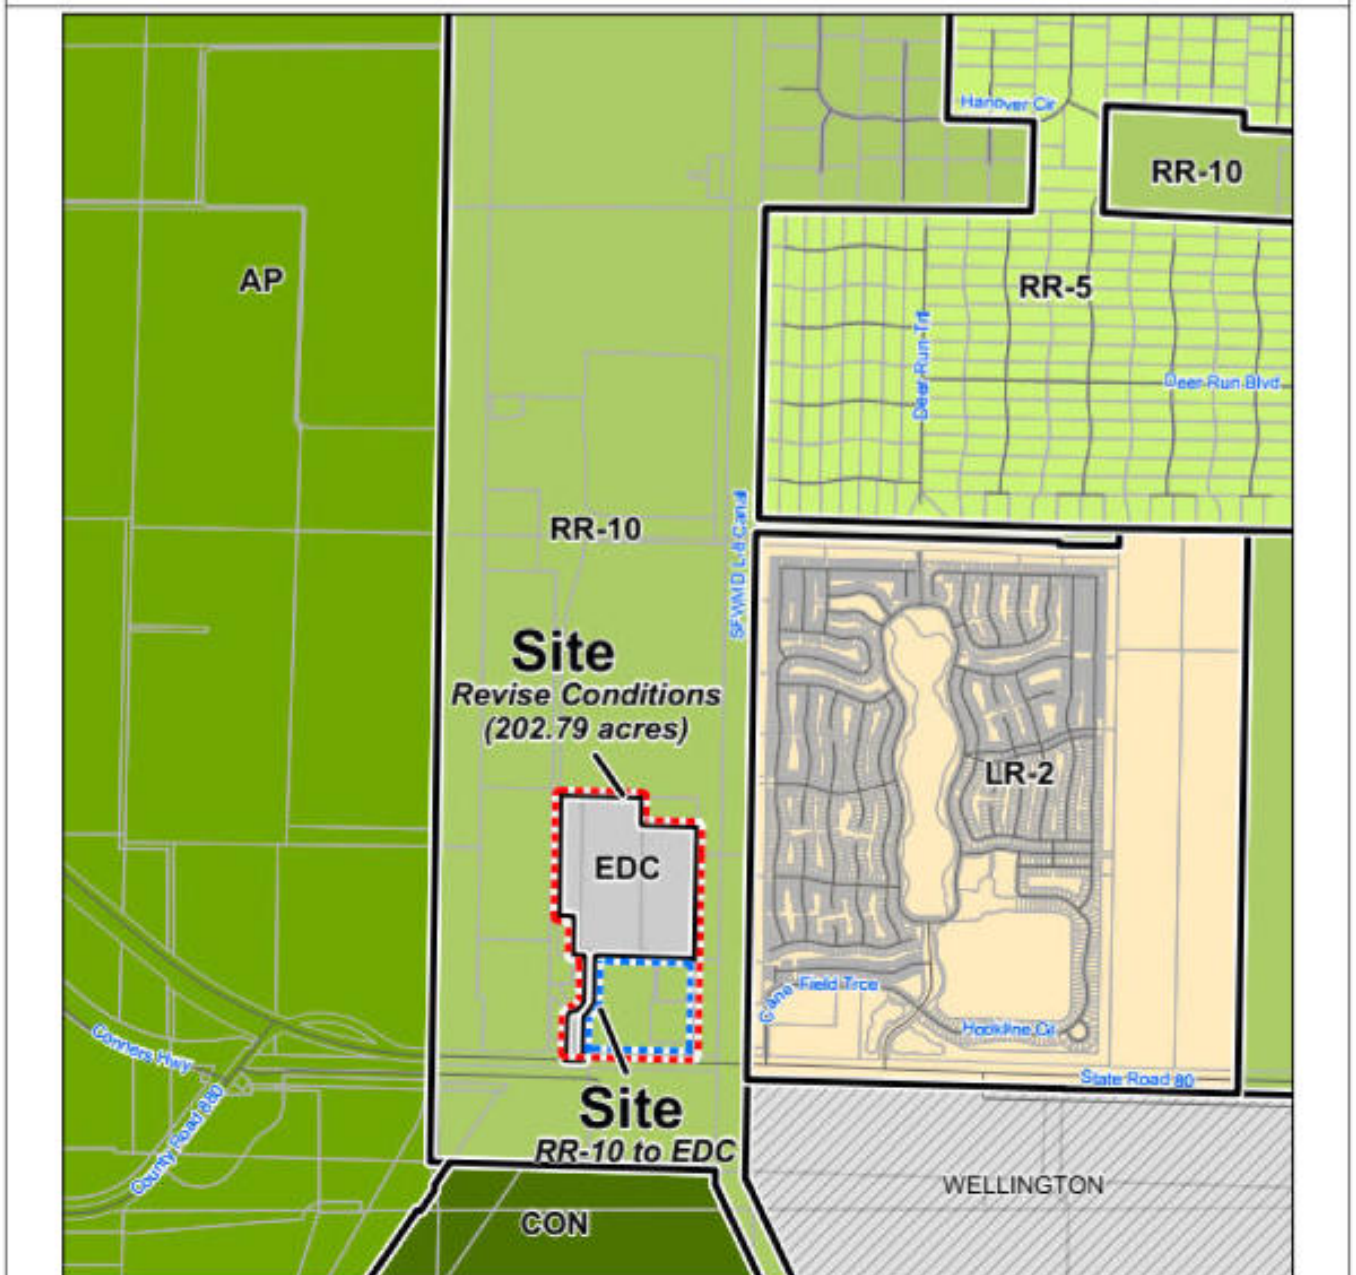 Hanover Cir
RR-10
AP
RR-5
Deer Run Trl
Deer Run Blvd
RR-10
SFWMD L-8 Canal
Site
Revise Conditions
(202.79 acres)
LR-2
EDC
Cane Field Trce
Hookline Cir
Conners Hwy
State Road 80
County Road 880
Site
RR-10 to EDC
WELLINGTON
CON